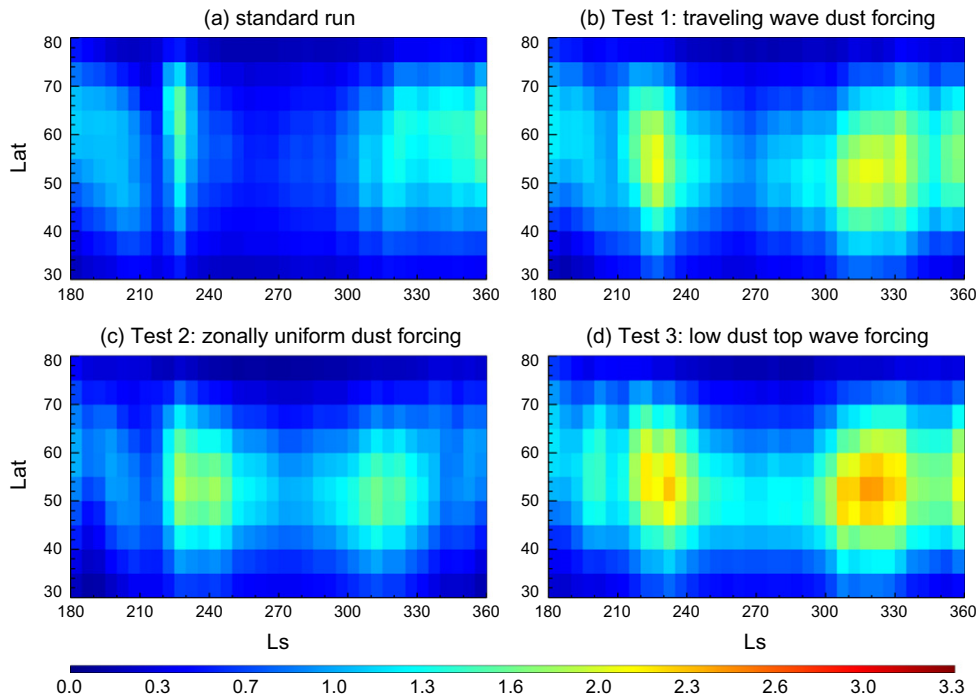 (a) standard run
(b) Test 1: traveling wave dust forcing
Lat
80
70
60
50
40
30
180 210 240 270 300 330 360
80
70
60
50
40
30
180 210 240 270 300 330 360
(c) Test 2: zonally uniform dust forcing
(d) Test 3: low dust top wave forcing
Lat
80
70
60
50
40
30
180 210 240 270 300 330 360
Ls
80
70
60
50
40
30
180 210 240 270 300 330 360
Ls
0.0 0.3 0.7 1.0 1.3 1.6 2.0 2.3 2.6 3.0 3.3